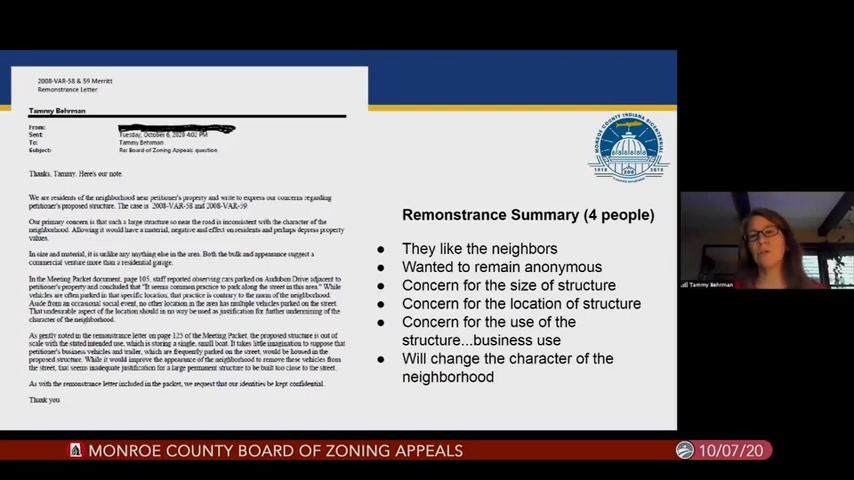 2008-VAR-58 & 59 Merritt
Remonstrance Letter
Tammy Behrman
From:
Sent: Tuesday, October 6, 2020 4:02 PM
To: Tammy Behrman
Subject: Re: Board of Zoning Appeals question
Thanks, Tammy. Here's our note.
We are residents of the neighborhood near petitioner's property and write to express our concerns regarding
petitioner's proposed structure. The case is 2008-VAR-58 and 2008-VAR-59.
Our primary concern is that such a large structure so near the road is inconsistent with the character of the
neighborhood. Allowing it would have a material, negative and effect on residents and perhaps depress property
values.
In size and material, it is unlike any anything else in the area. Both the bulk and appearance suggest a
commercial venture more than a residential garage.
In the Meeting Packet document, page 105, staff reported observing cars parked on Audubon Drive adjacent to
petitioner's property and concluded that "It seems common practice to park along the street in this area." While
vehicles are often parked in that specific location, that practice is contrary to the norm of the neighborhood.
Aside from an occasional social event, no other location in the area has multiple vehicles parked on the street.
That undesirable aspect of the location should in no way be used as justification for further undermining of the
character of the neighborhood.
As gently noted in the remonstrance letter on page 125 of the Meeting Packet, the proposed structure is out of
scale with the stated intended use, which is storing a single, small boat. It takes little imagination to suppose that
petitioner's business vehicles and trailer, which are frequently parked on the street, would be housed in the
proposed structure. While it would improve the appearance of the neighborhood to remove these vehicles from
the street, that seems inadequate justification for a large permanent structure to be built too close to the street.
As with the remonstrance letter included in the packet, we request that our identities be kept confidential.
Thank you
MONROE COUNTY INDIANA BICENTENNIAL
1818
2018
200
Remonstrance Summary (4 people)
● They like the neighbors
● Wanted to remain anonymous
● Concern for the size of structure
● Concern for the location of structure
● Concern for the use of the
structure...business use
● Will change the character of the
neighborhood
Tammy Behrman
MONROE COUNTY BOARD OF ZONING APPEALS
10/07/20